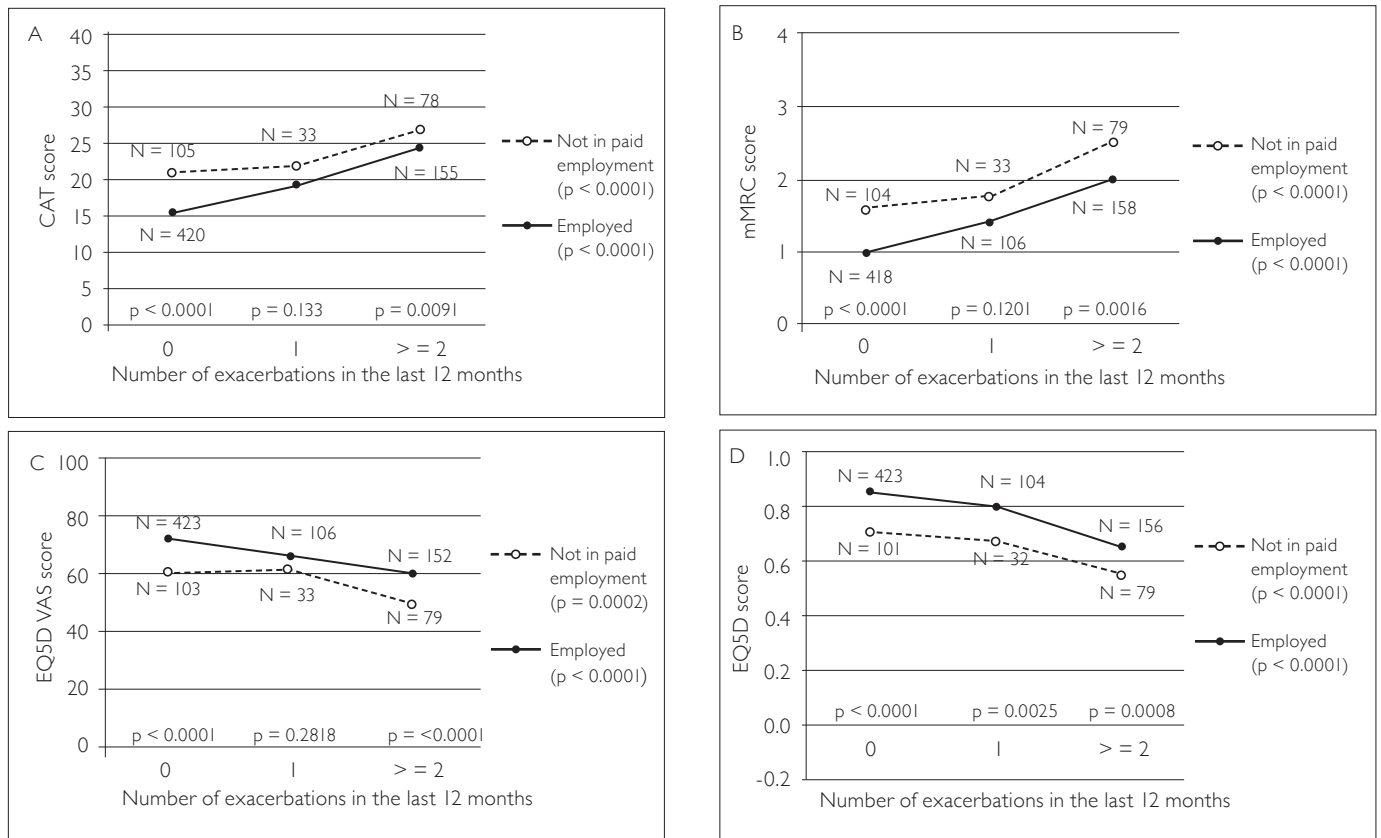 A
40
35
30
25
20
15
10
5
0
CAT score
N = 105
N = 33
N = 78
N = 420
N = 155
p < 0.0001
p = 0.133
p = 0.0091
0
1
> = 2
Number of exacerbations in the last 12 months
Not in paid
employment
(p < 0.0001)
Employed
(p < 0.0001)
B
4
3
2
1
0
mMRC score
N = 104
N = 33
N = 79
N = 418
N = 106
N = 158
p < 0.0001
p = 0.1201
p = 0.0016
0
1
> = 2
Number of exacerbations in the last 12 months
Not in paid
employment
(p < 0.0001)
Employed
(p < 0.0001)
C
100
80
60
40
20
0
EQ5D VAS score
N = 423
N = 106
N = 152
N = 103
N = 33
N = 79
p < 0.0001
p = 0.2818
p = <0.0001
0
1
> = 2
Number of exacerbations in the last 12 months
Not in paid
employment
(p = 0.0002)
Employed
(p < 0.0001)
D
1.0
0.8
0.6
0.4
0.2
0.0
-0.2
EQ5D score
N = 423
N = 104
N = 156
N = 101
N = 32
N = 79
p < 0.0001
p = 0.0025
p = 0.0008
0
1
> = 2
Number of exacerbations in the last 12 months
Not in paid
employment
(p < 0.0001)
Employed
(p < 0.0001)